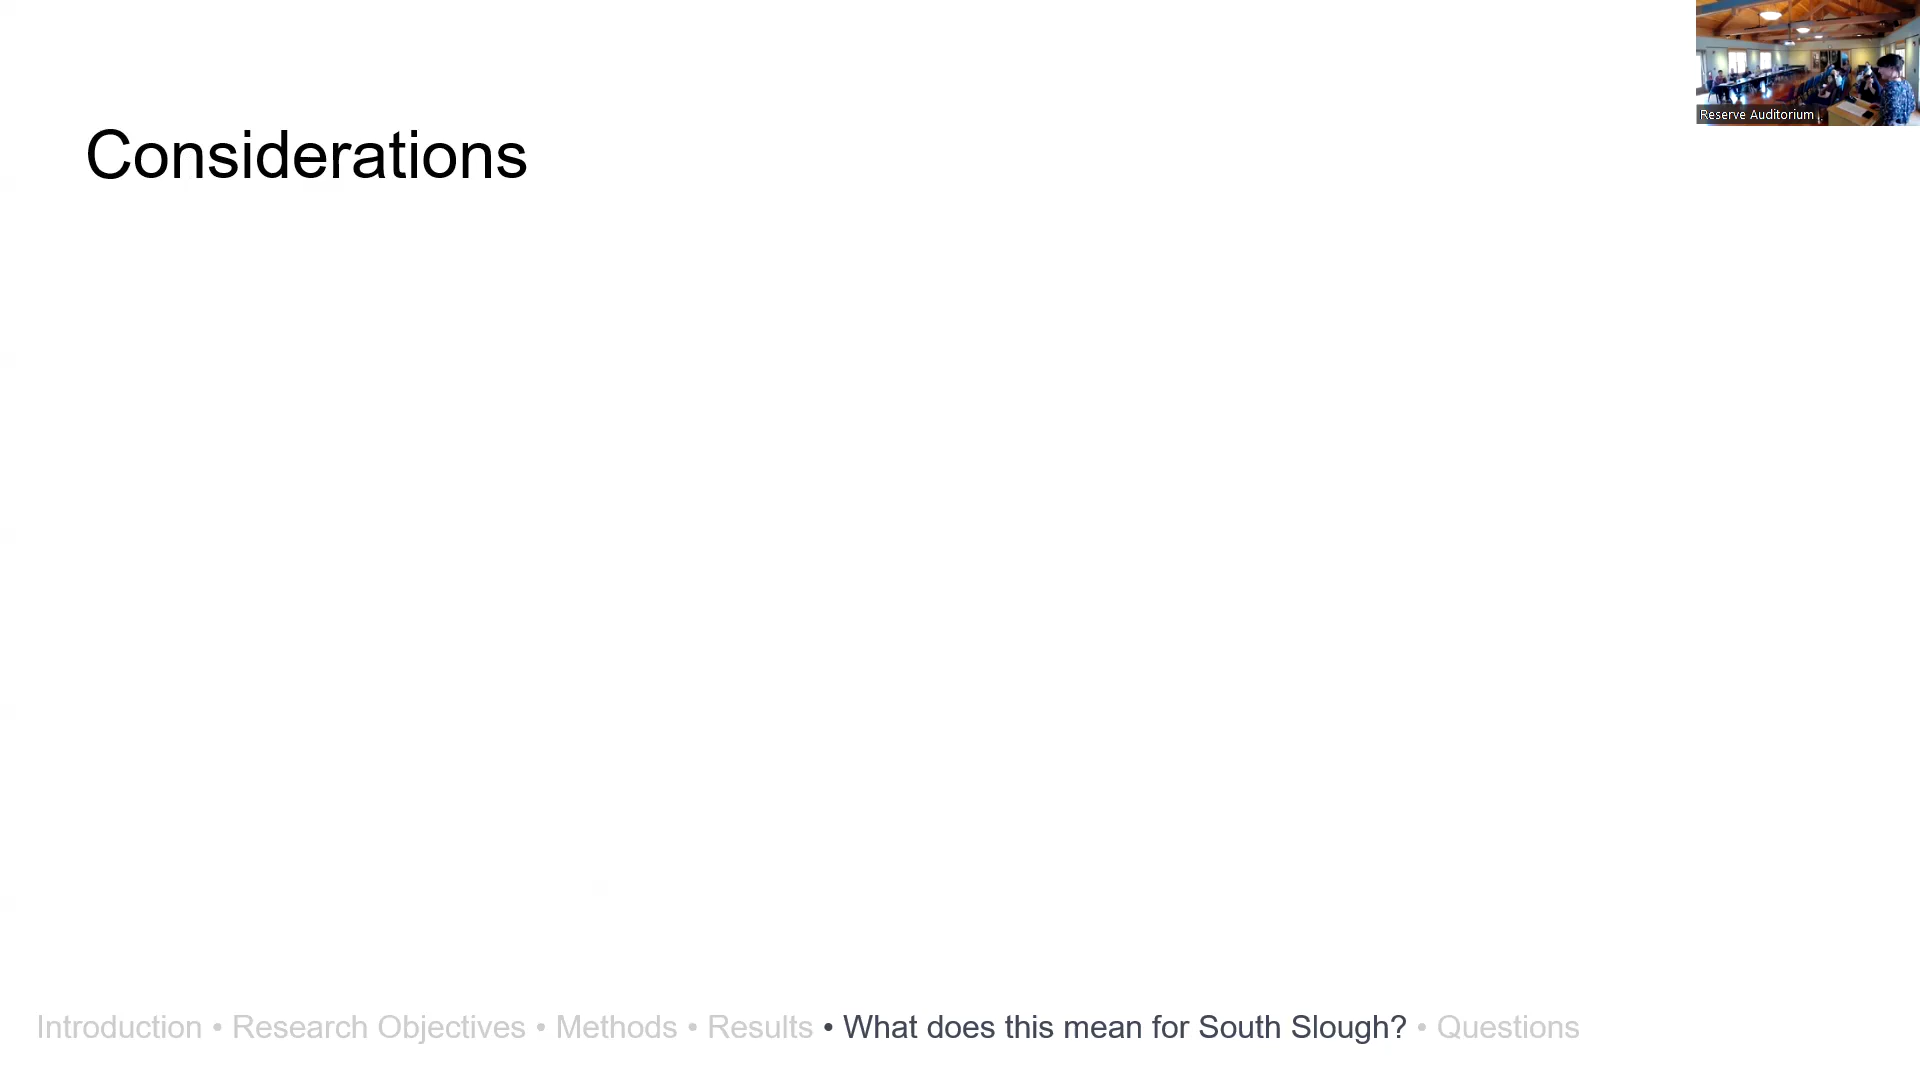 Reserve Auditorium
Considerations
Introduction • Research Objectives • Methods • Results • What does this mean for South Slough? • Questions